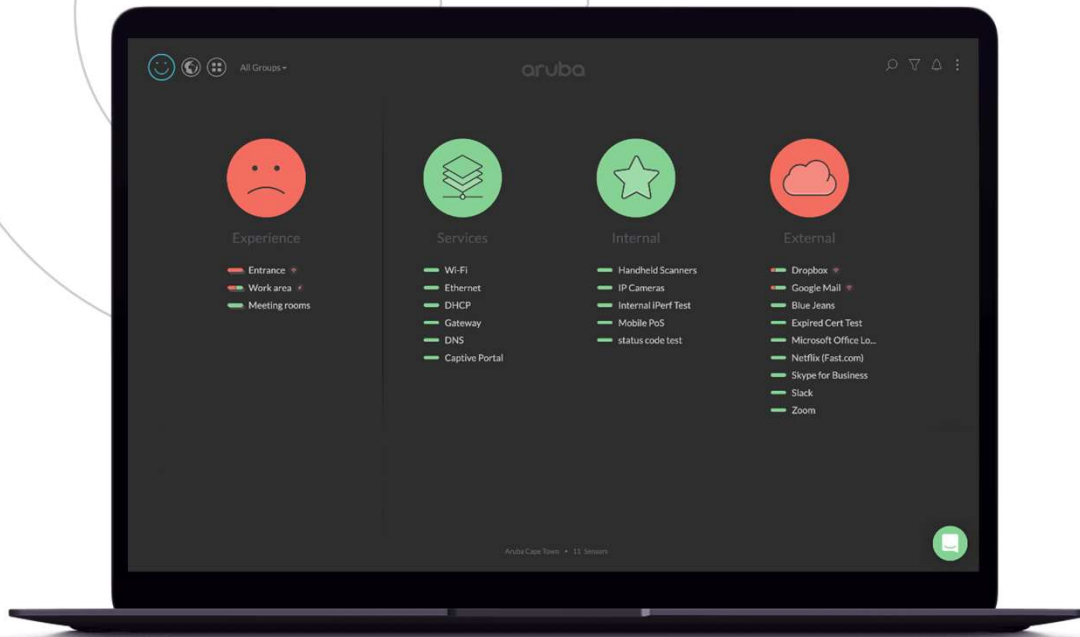 All Groups
aruba
Experience
Entrance
Work area
Meeting rooms
Services
Wi-Fi
Ethernet
DHCP
Gateway
DNS
Captive Portal
Internal
Handheld Scanners
IP Cameras
Internal iPerf Test
Mobile PoS
status code test
External
Dropbox
Google Mail
Blue Jeans
Expired Cert Test
Microsoft Office Lo...
Netflix (Fast.com)
Skype for Business
Slack
Zoom
Aruba Cape Town • 11 Sensors